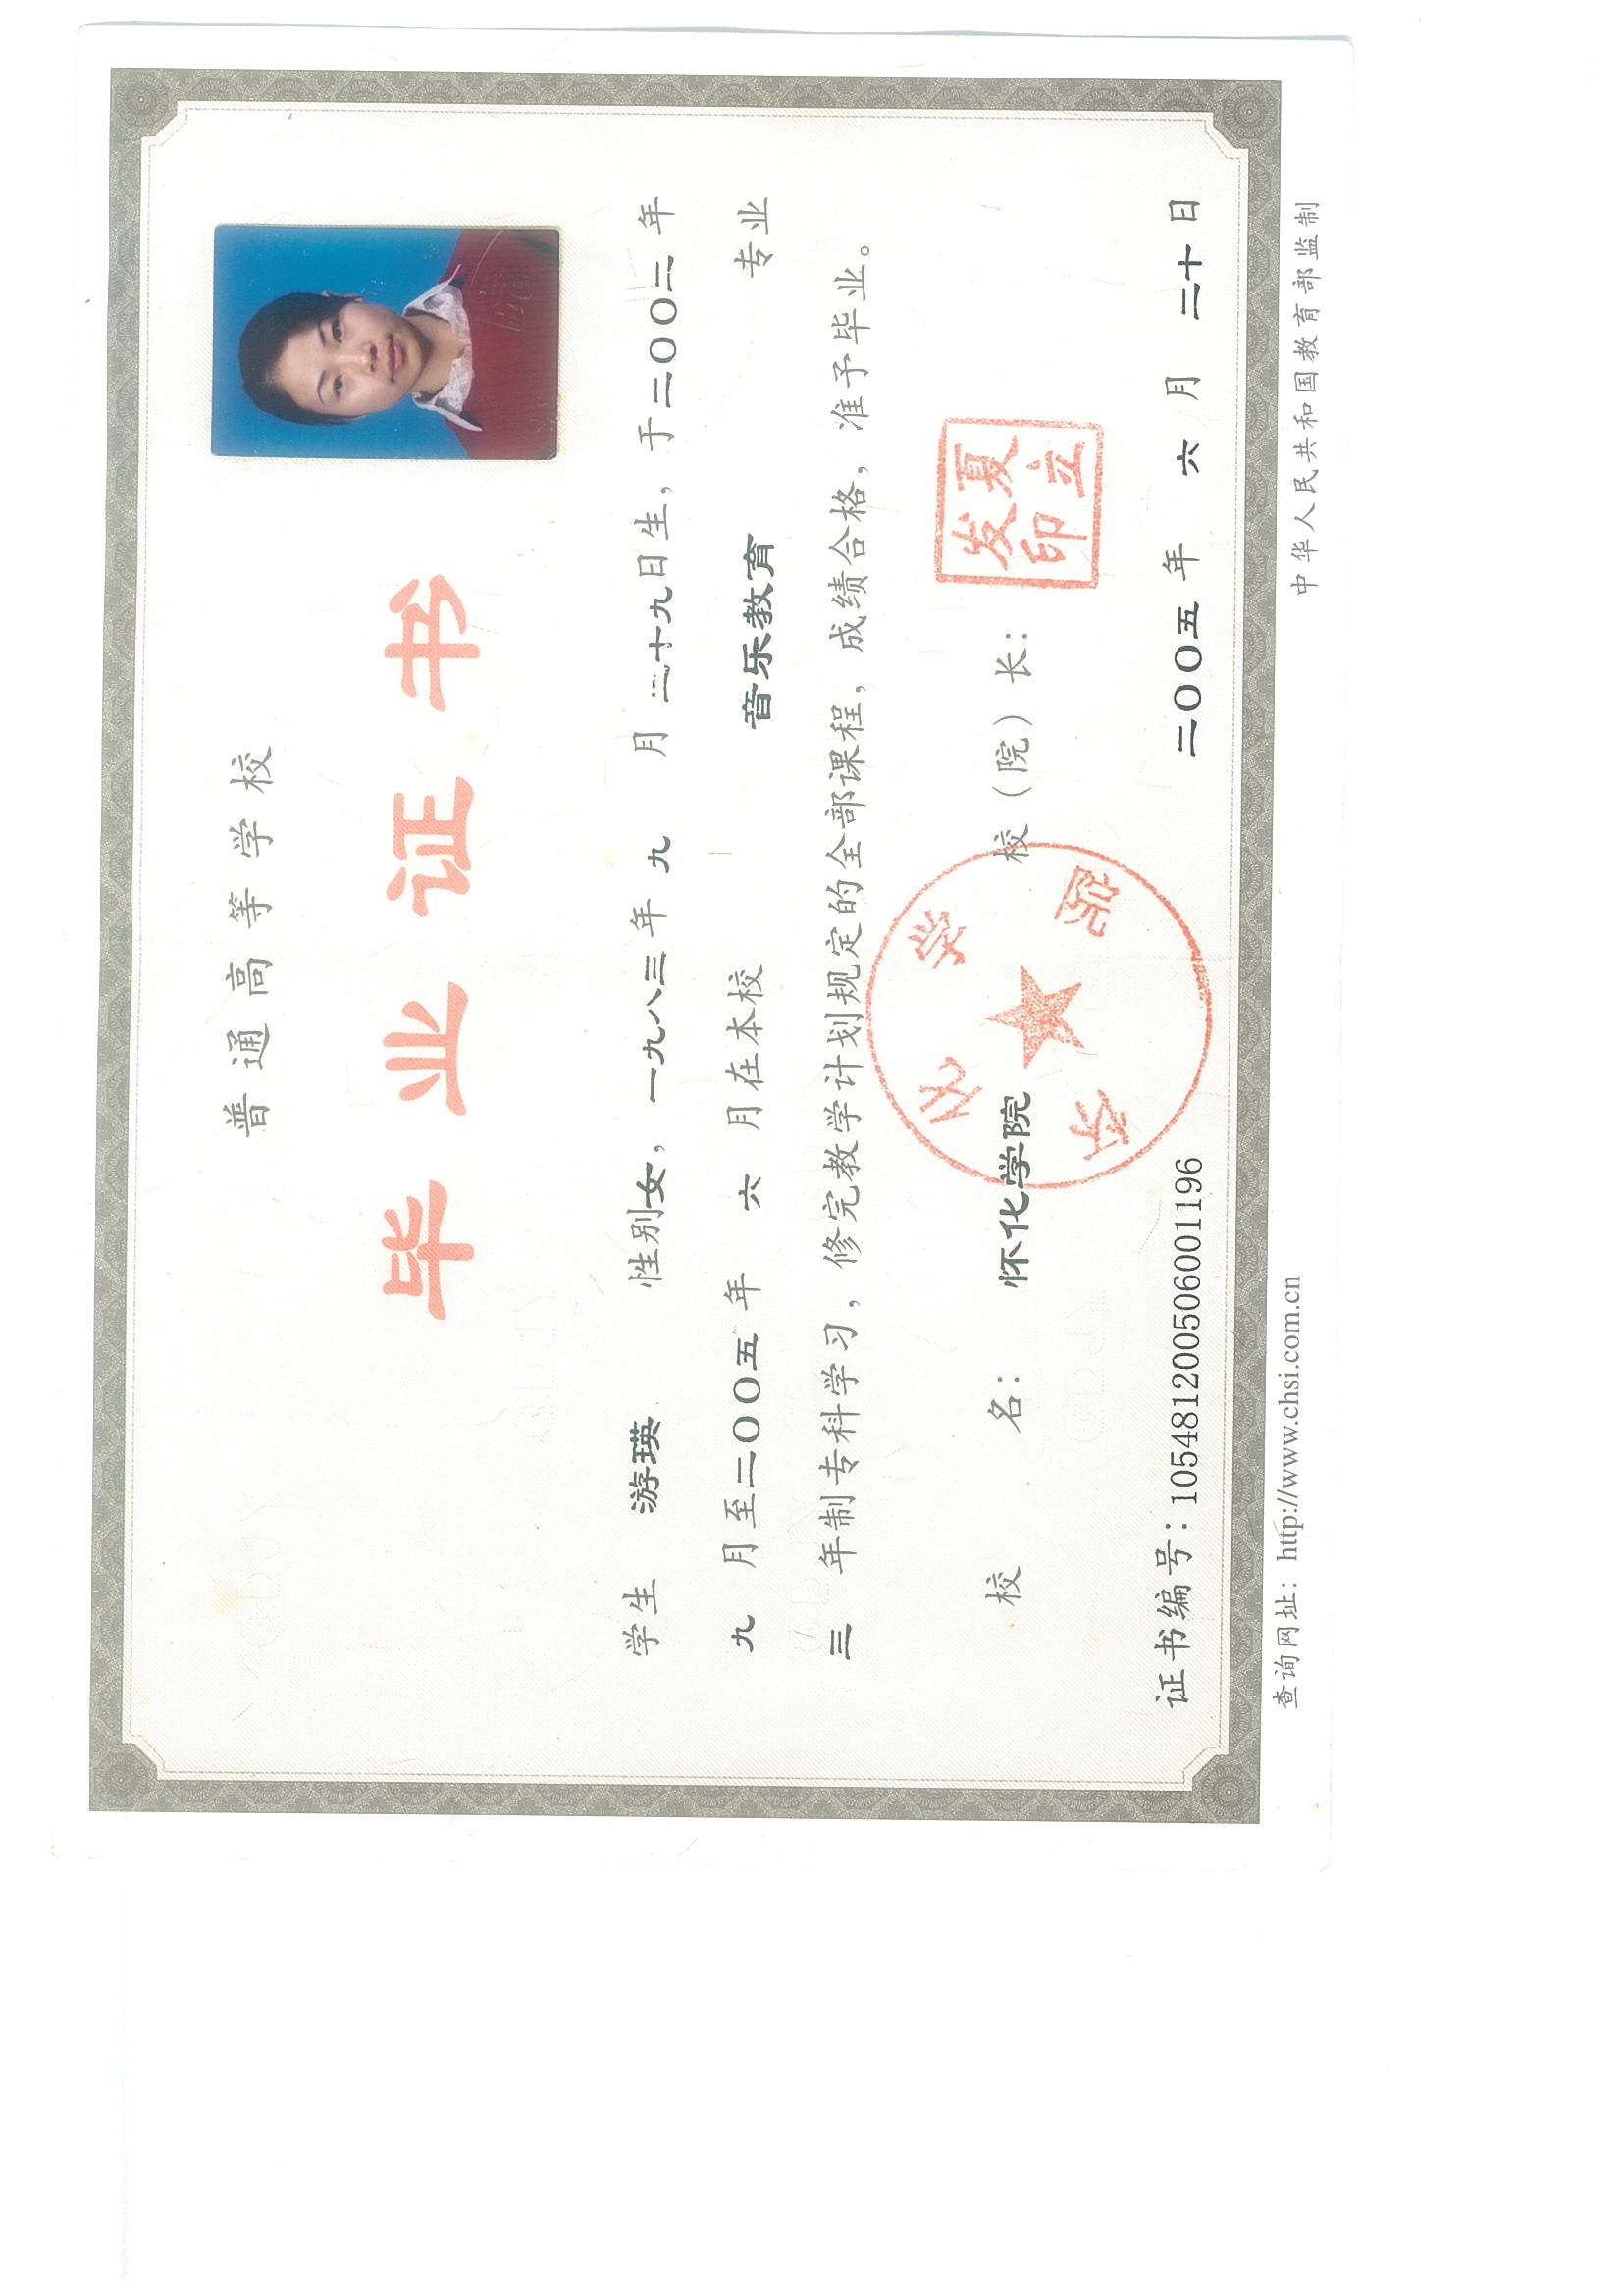 普通高等学校
毕业证书
学生 游瑛 性别女，一九八三年 九 月 二十九日生，于二〇〇二年
九 月至二〇〇五年 六 月在本校 音乐教育 专业
三 年制专科学习，修完教学计划规定的全部课程，成绩合格，准予毕业。
校 名： 怀化学院 校（院）长：
怀化学院
夏立
发印
证书编号：105481200506001196 二〇〇五年 六 月 二十日
查询网址：http://www.chsi.com.cn 中华人民共和国教育部监制